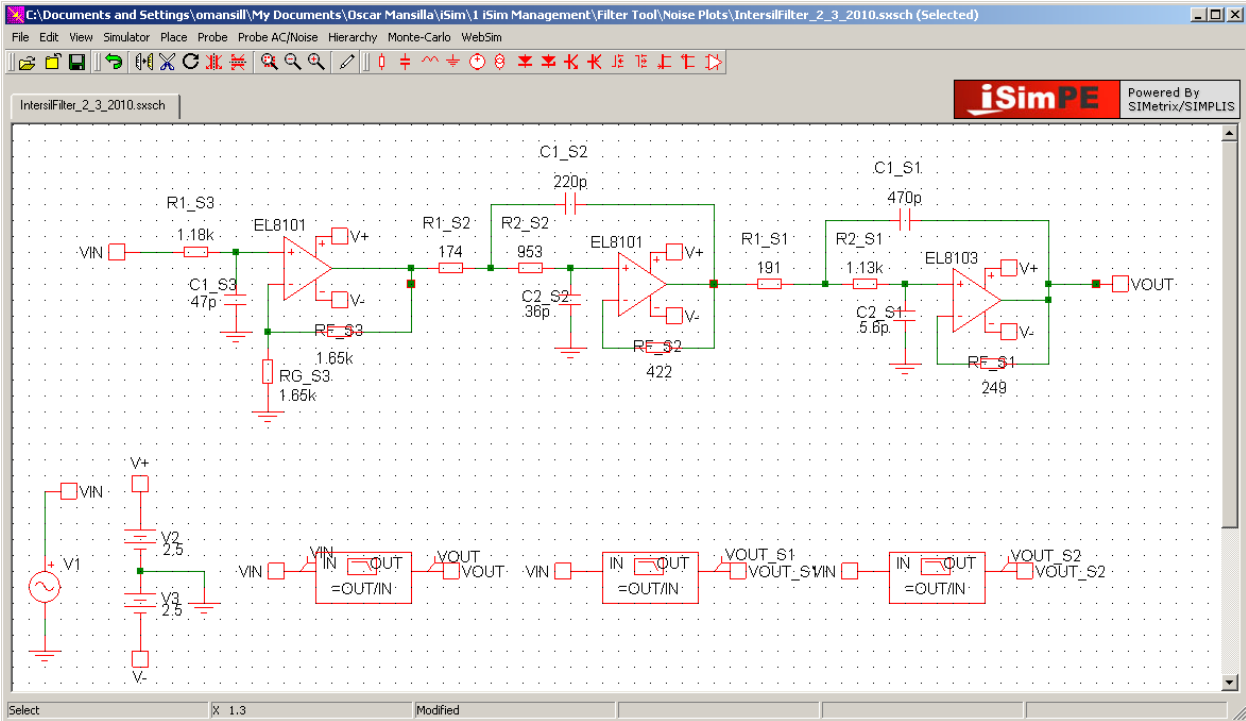 C:\Documents and Settings\omansill\My Documents\Oscar Mansilla\iSim\1 iSim Management\Filter Tool\Noise Plots\IntersilFilter_2_3_2010.sxsch (Selected)
File Edit View Simulator Place Probe Probe AC/Noise Hierarchy Monte-Carlo WebSim
IntersilFilter_2_3_2010.sxsch
iSimPE
Powered By
SIMetrix/SIMPLIS
C1_S2
220p
C1_S1
470p
R1_S3
1.18k
EL8101
V+
V-
VIN
C1_S3
47p
RF_S3
1.65k
RG_S3
1.65k
R1_S2
174
R2_S2
953
EL8101
V+
V-
C2_S2
36p
RF_S2
422
R1_S1
191
R2_S1
1.13k
EL8103
V+
V-
C2_S1
5.6p
RF_S1
249
VOUT
VIN
V1
V+
V2
2.5
V3
2.5
V-
VIN
VIN
IN OUT
=OUT/IN
VOUT
VOUT
VIN
IN OUT
=OUT/IN
VOUT_S1
VOUT_S1
VIN
IN OUT
=OUT/IN
VOUT_S2
VOUT_S2
Select X 1.3 Modified